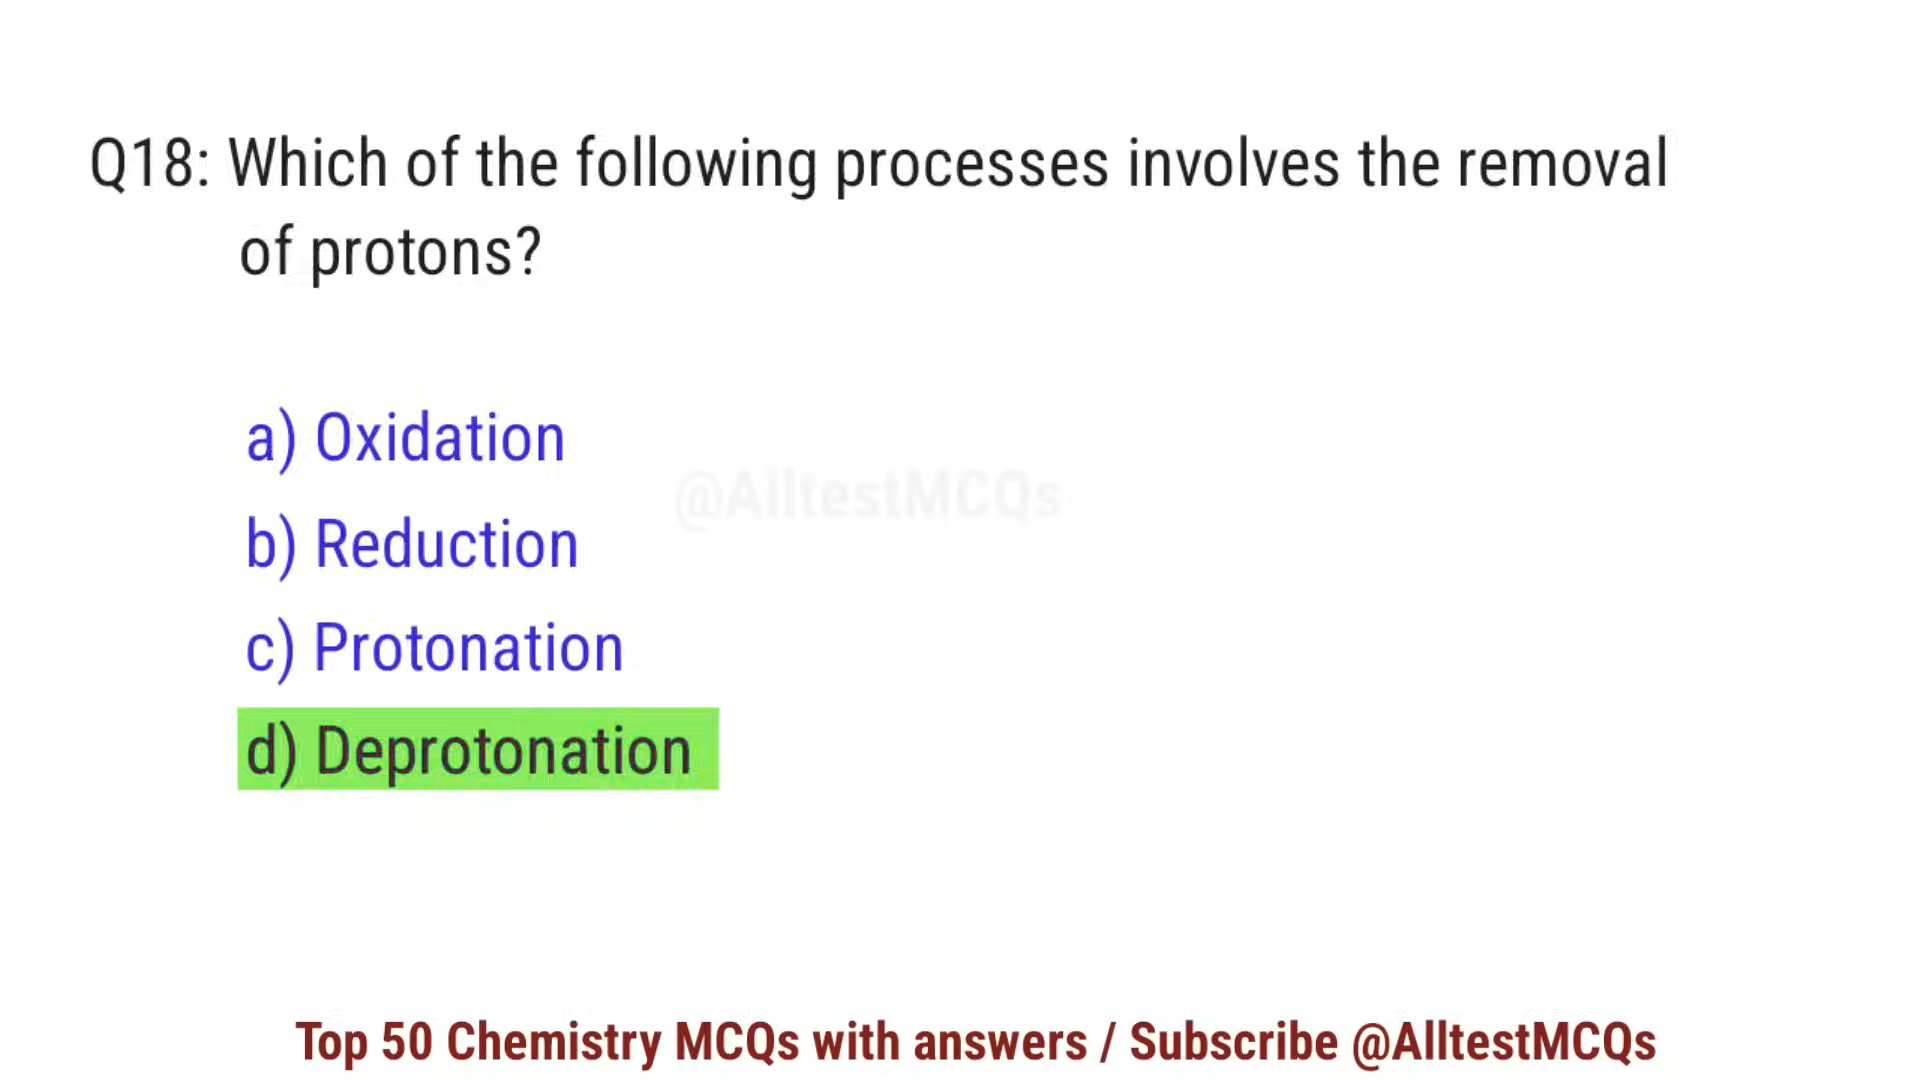 Q18: Which of the following processes involves the removal
of protons?
a) Oxidation
@AlltestMCQs
b) Reduction
c) Protonation
d) Deprotonation
Top 50 Chemistry MCQs with answers / Subscribe @AlltestMCQs